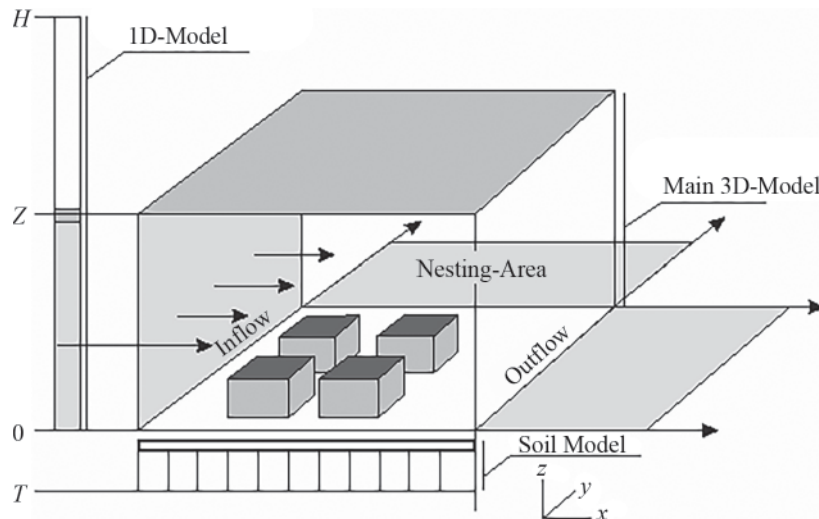 H
1D-Model
Main 3D-Model
Z
Nesting-Area
Inflow
Outflow
0
Soil Model
T
z
y
x